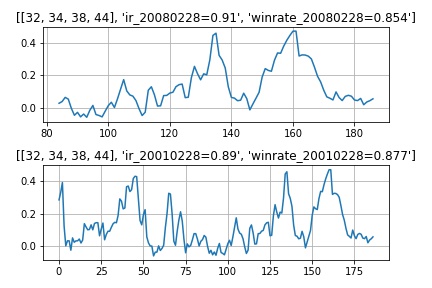 [[32, 34, 38, 44], 'ir_20080228=0.91', 'winrate_20080228=0.854']
0.4
0.2
0.0
80 100 120 140 160 180
[[32, 34, 38, 44], 'ir_20010228=0.89', 'winrate_20010228=0.877']
0.4
0.2
0.0
0 25 50 75 100 125 150 175